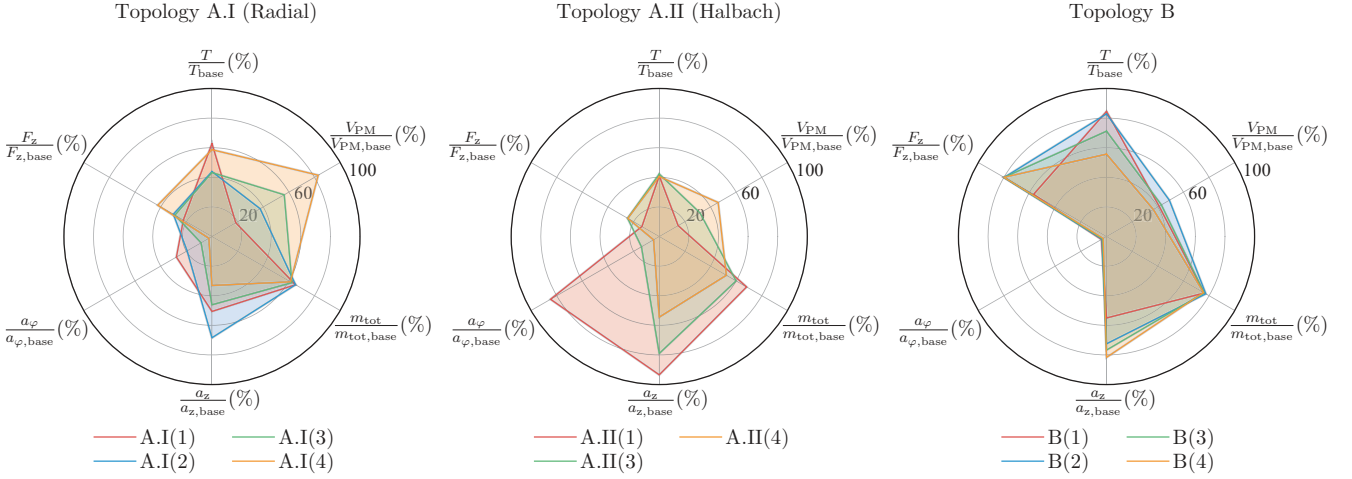 Topology A.I (Radial)
T/T_base (%)
V_PM/V_PM,base (%)
F_z/F_z,base (%)
100
60
20
a_φ/a_φ,base (%)
m_tot/m_tot,base (%)
a_z/a_z,base (%)
A.I(1) A.I(3)
A.I(2) A.I(4)
Topology A.II (Halbach)
T/T_base (%)
V_PM/V_PM,base (%)
F_z/F_z,base (%)
100
60
20
a_φ/a_φ,base (%)
m_tot/m_tot,base (%)
a_z/a_z,base (%)
A.II(1) A.II(4)
A.II(3)
Topology B
T/T_base (%)
V_PM/V_PM,base (%)
F_z/F_z,base (%)
100
60
20
a_φ/a_φ,base (%)
m_tot/m_tot,base (%)
a_z/a_z,base (%)
B(1) B(3)
B(2) B(4)